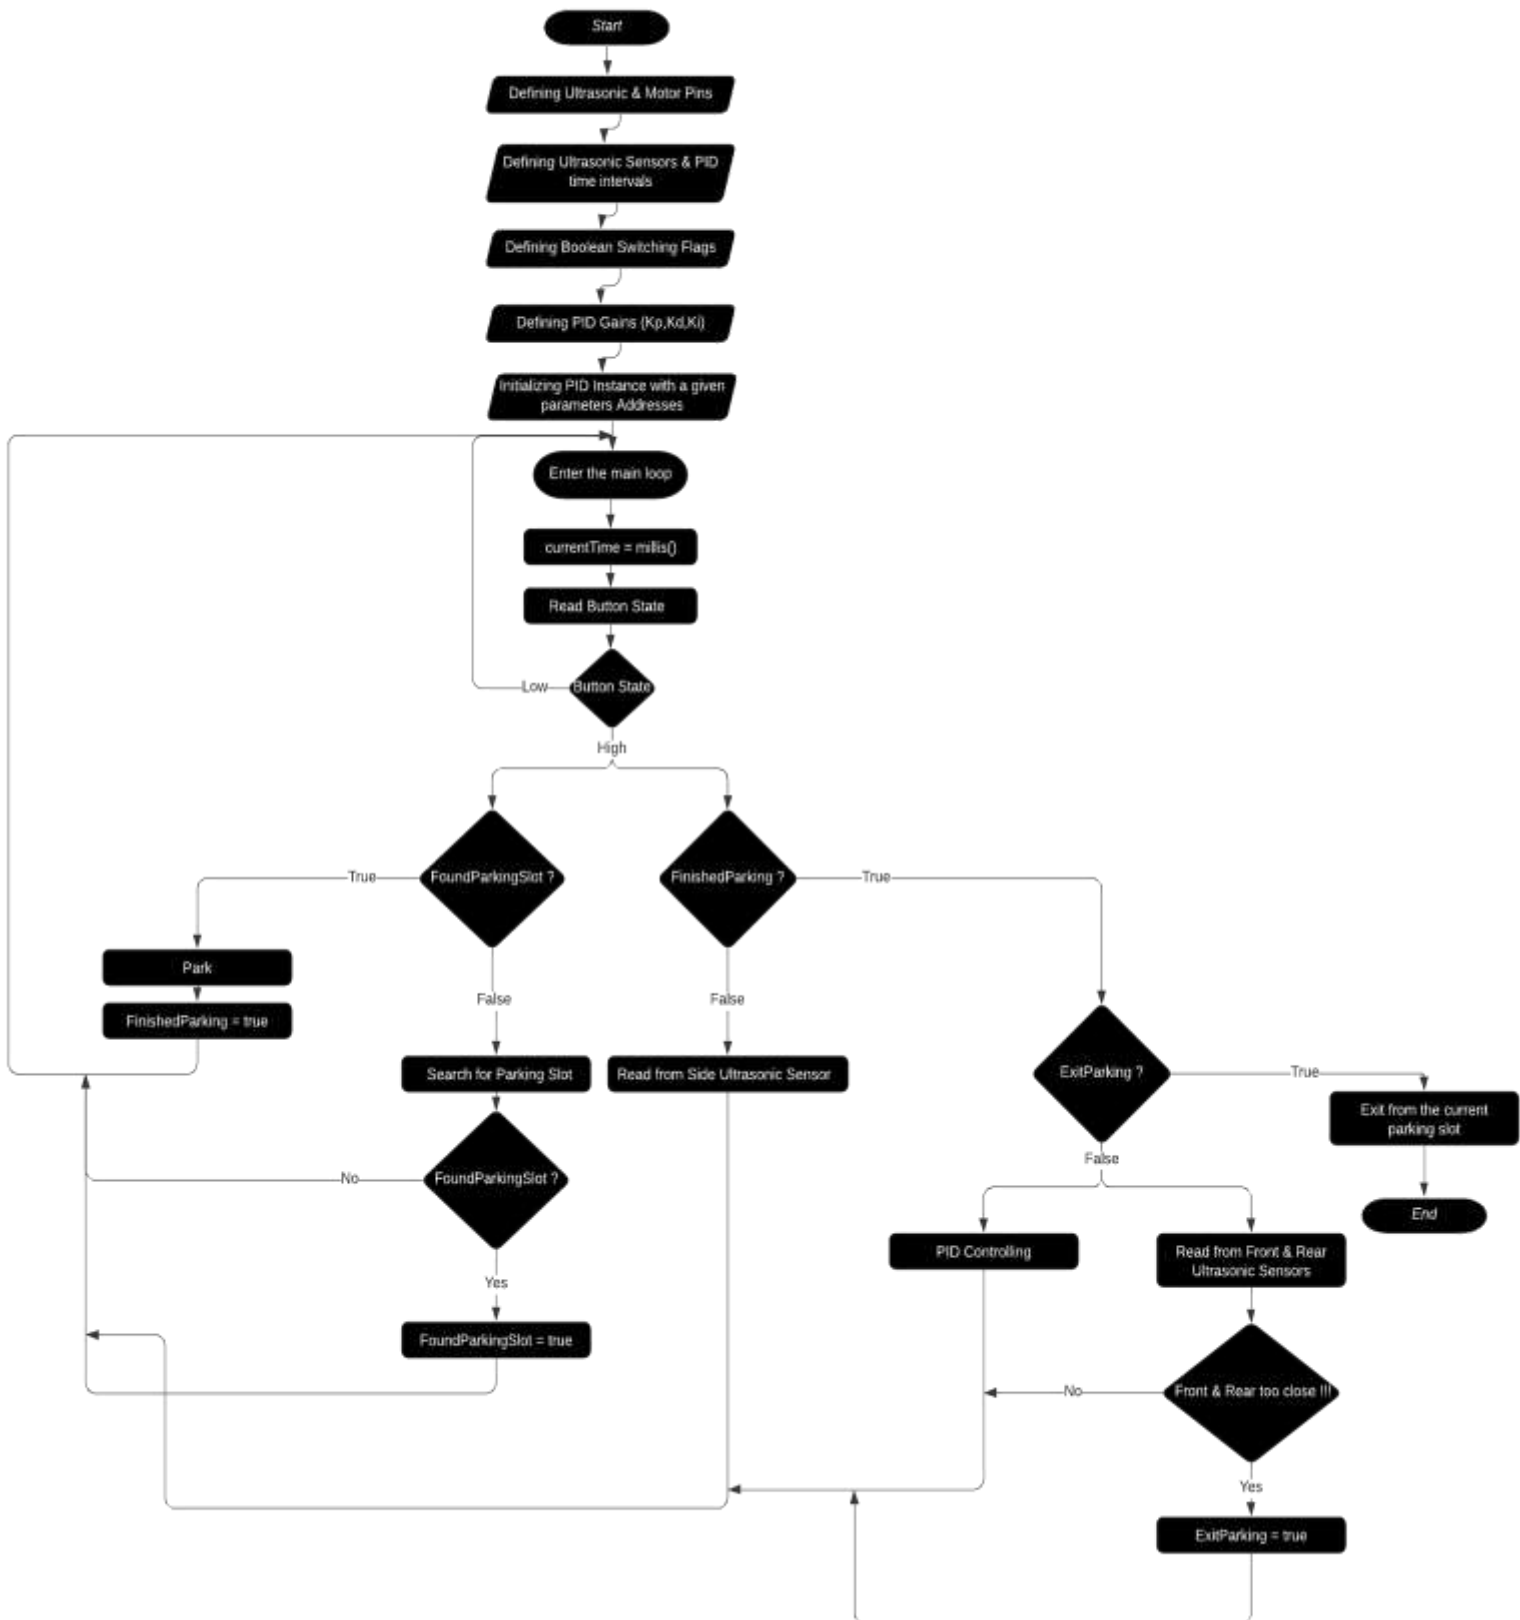 Start
Defining Ultrasonic & Motor Pins
Defining Ultrasonic Sensors & PID
time intervals
Defining Boolean Switching Flags
Defining PID Gains (Kp,Kd,Ki)
Initializing PID Instance with a given
parameters Addresses
Enter the main loop
currentTime = millis()
Read Button State
Low
Button State
High
True
FoundParkingSlot ?
FinishedParking ?
True
Park
False
False
FinishedParking = true
Search for Parking Slot
Read from Side Ultrasonic Sensor
ExitParking ?
True
Exit from the current
parking slot
False
No
FoundParkingSlot ?
End
PID Controlling
Read from Front & Rear
Ultrasonic Sensors
Yes
FoundParkingSlot = true
No
Front & Rear too close !!!
Yes
ExitParking = true